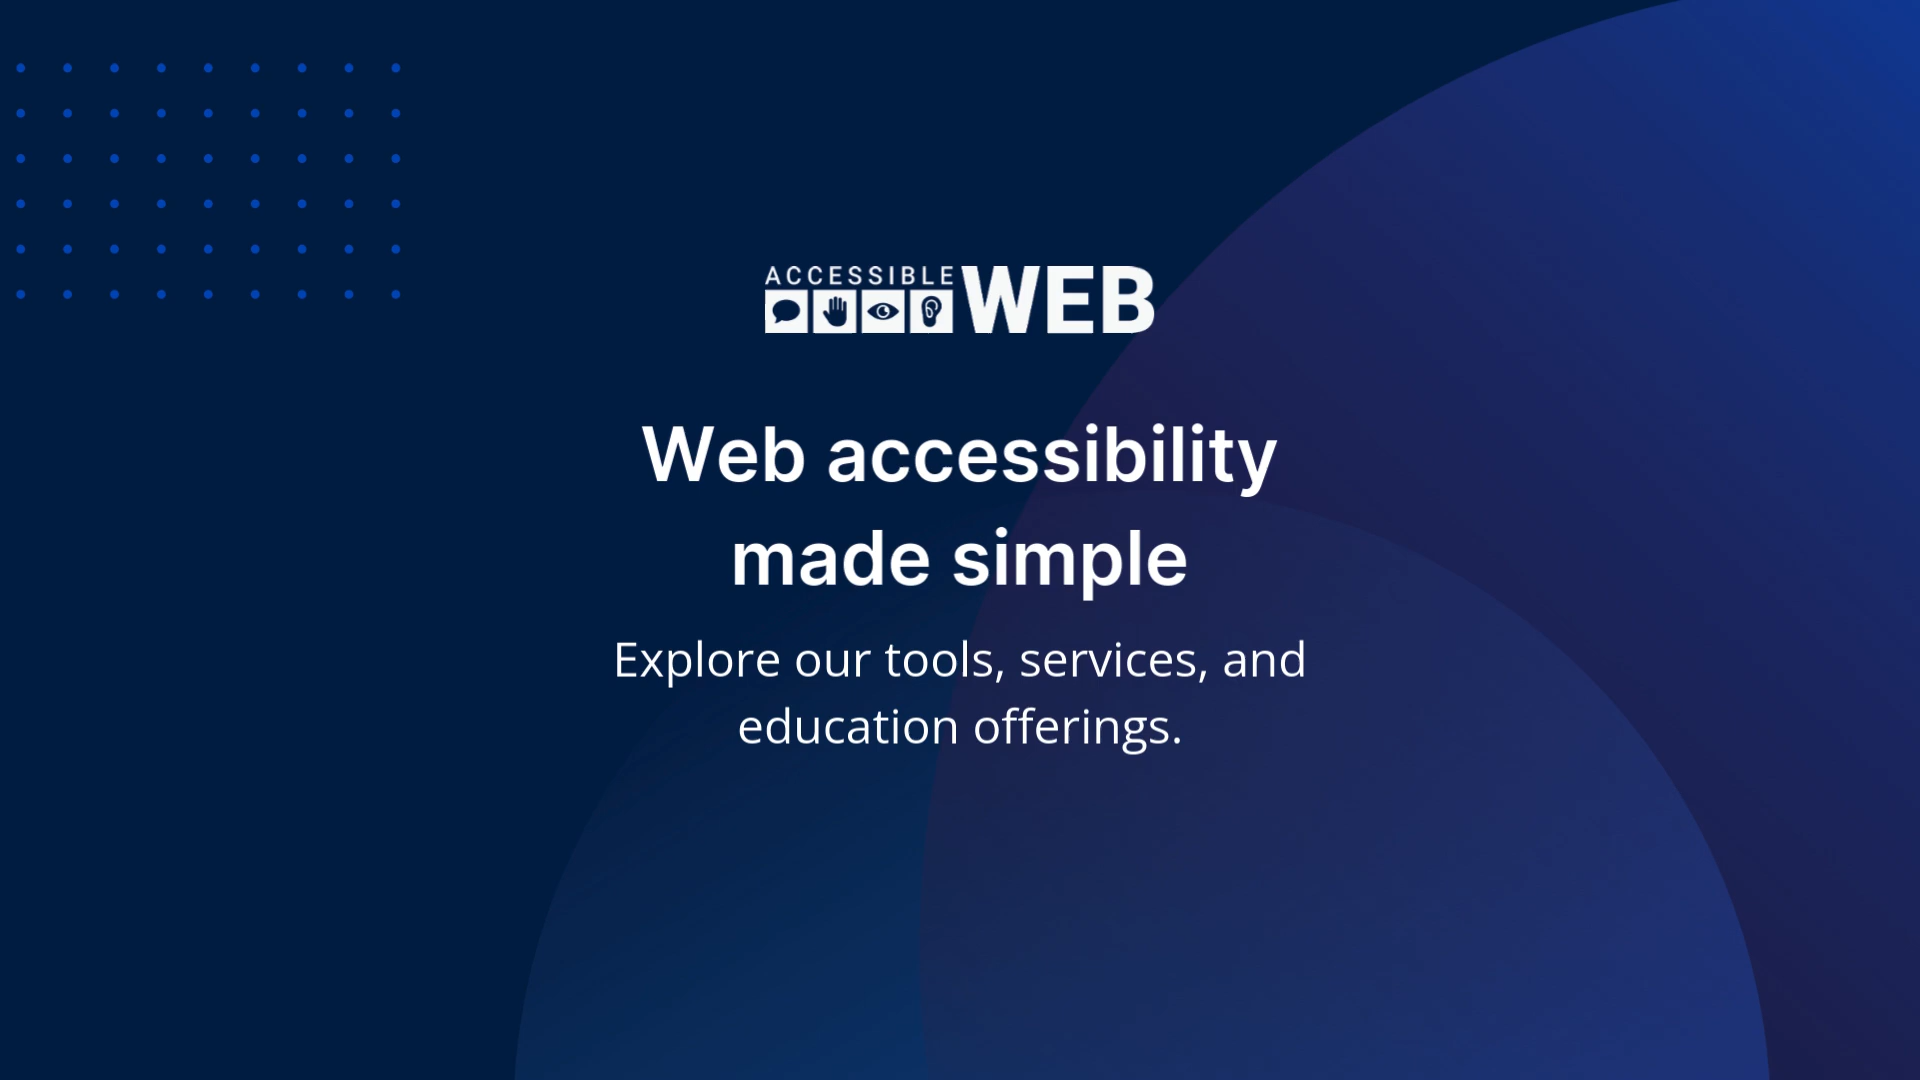 ACCESSIBLE WEB
Web accessibility
made simple
Explore our tools, services, and
education offerings.